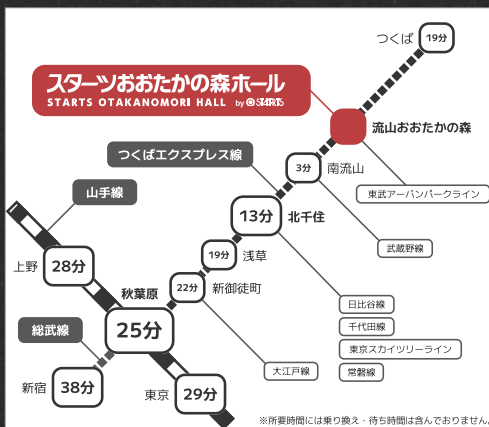 つくば
19分
スターツおおたかの森ホール
STARTS OTAKANOMORI HALL by STARTS
流山おおたかの森
つくばエクスプレス線
3分
南流山
東武アーバンパークライン
山手線
13分
北千住
武蔵野線
上野
28分
19分
浅草
秋葉原
22分
新御徒町
日比谷線
千代田線
総武線
25分
東京スカイツリーライン
大江戸線
常磐線
新宿
38分
東京
29分
※所要時間には乗り換え・待ち時間は含んでおりません。